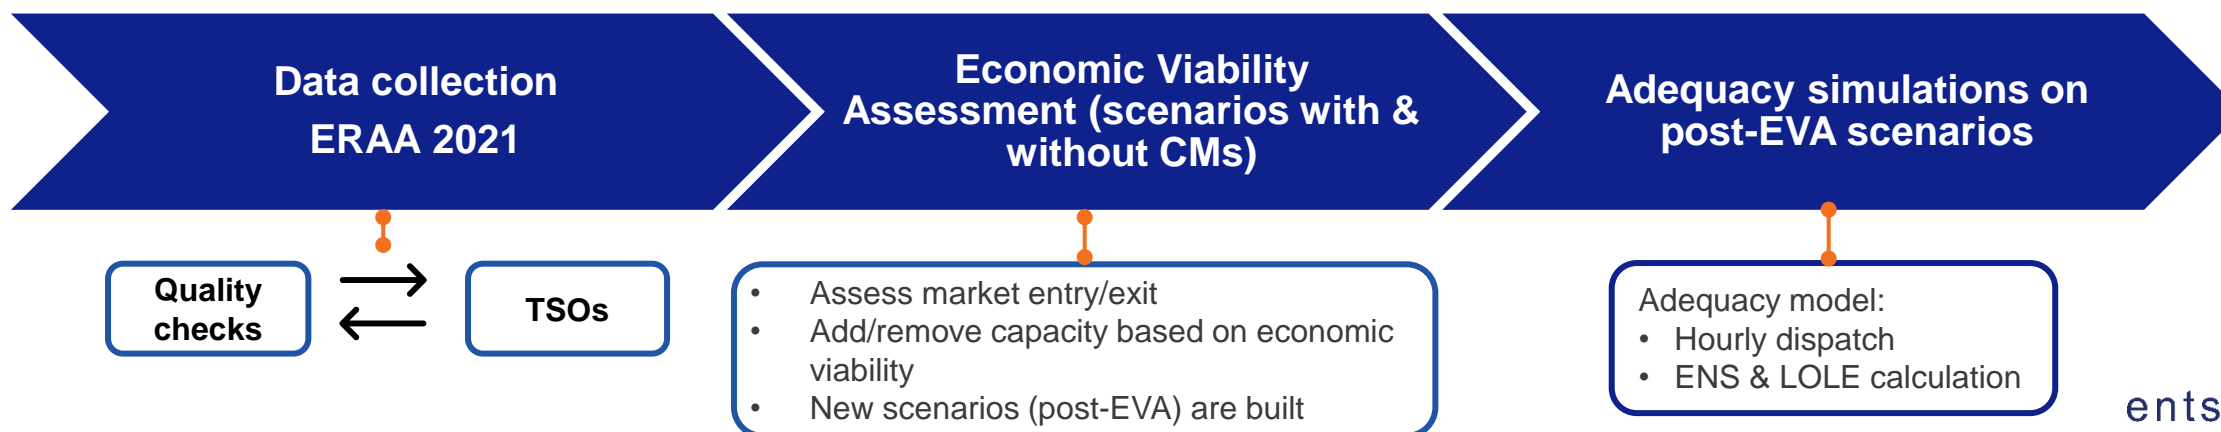 Data collection
ERAA 2021
Economic Viability
Assessment (scenarios with &
without CMs)
Adequacy simulations on
post-EVA scenarios
Quality
checks
TSOs
• Assess market entry/exit
• Add/remove capacity based on economic
viability
• New scenarios (post-EVA) are built
Adequacy model:
• Hourly dispatch
• ENS & LOLE calculation
ents